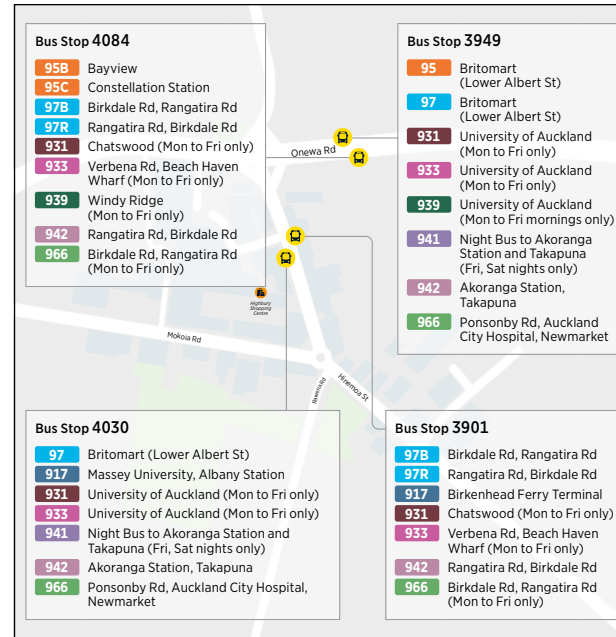 Bus Stop 4084
95B Bayview
95C Constellation Station
97B Birkdale Rd, Rangatira Rd
97R Rangatira Rd, Birkdale Rd
931 Chatswood (Mon to Fri only)
933 Verbena Rd, Beach Haven
Wharf (Mon to Fri only)
939 Windy Ridge
(Mon to Fri only)
942 Rangatira Rd, Birkdale Rd
966 Birkdale Rd, Rangatira Rd
(Mon to Fri only)
Bus Stop 3949
95 Britomart
(Lower Albert St)
97 Britomart
(Lower Albert St)
931 University of Auckland
(Mon to Fri only)
933 University of Auckland
(Mon to Fri only)
939 University of Auckland
(Mon to Fri mornings only)
941 Night Bus to Akoranga
Station and Takapuna
(Fri, Sat nights only)
942 Akoranga Station,
Takapuna
966 Ponsonby Rd, Auckland
City Hospital, Newmarket
Onewa Rd
Highbury
Shopping
Centre
Mokoia Rd
Rawene Rd
Hinemoa St
Bus Stop 4030
97 Britomart (Lower Albert St)
917 Massey University, Albany Station
931 University of Auckland (Mon to Fri only)
933 University of Auckland (Mon to Fri only)
941 Night Bus to Akoranga Station and
Takapuna (Fri, Sat nights only)
942 Akoranga Station, Takapuna
966 Ponsonby Rd, Auckland City Hospital,
Newmarket
Bus Stop 3901
97B Birkdale Rd, Rangatira Rd
97R Rangatira Rd, Birkdale Rd
917 Birkenhead Ferry Terminal
931 Chatswood (Mon to Fri only)
933 Verbena Rd, Beach Haven
Wharf (Mon to Fri only)
942 Rangatira Rd, Birkdale Rd
966 Birkdale Rd, Rangatira Rd
(Mon to Fri only)